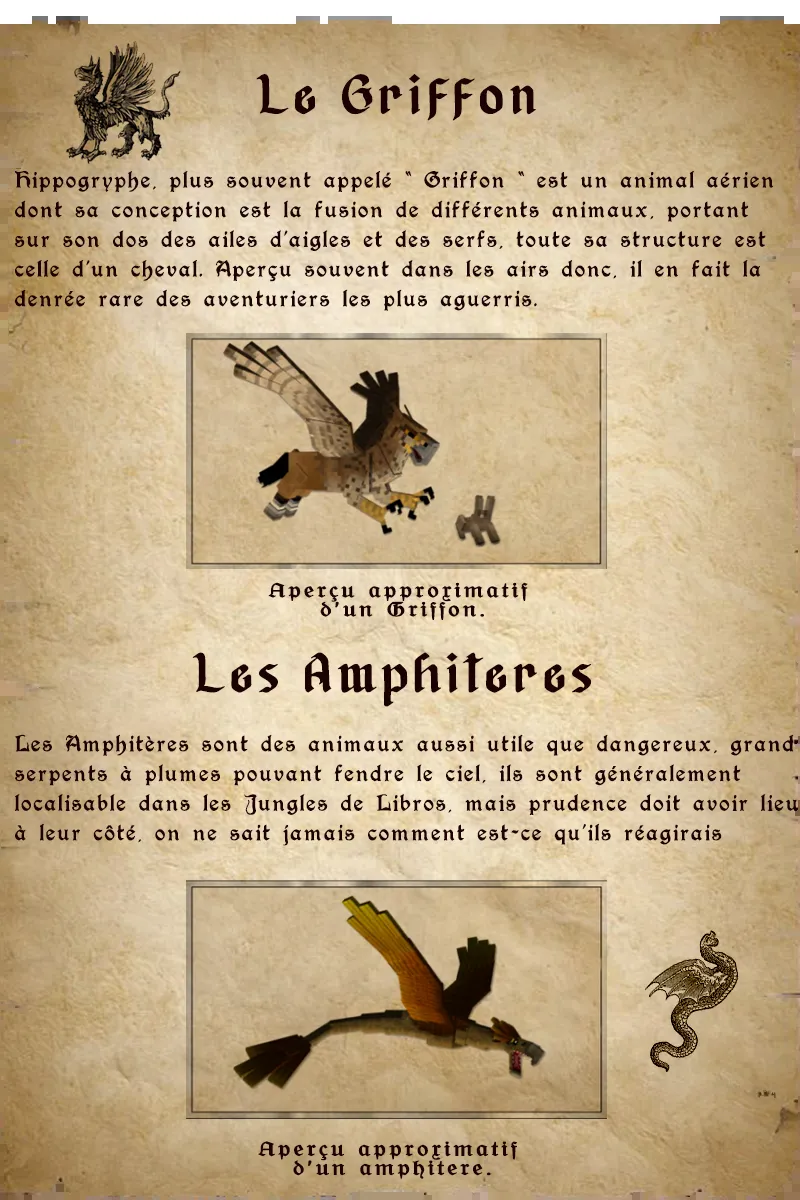 Le Griffon
Hippogryphe, plus souvent appelé " Griffon " est un animal aérien
dont sa conception est la fusion de différents animaux, portant
sur son dos des ailes d'aigles et des serfs, toute sa structure est
celle d'un cheval. Aperçu souvent dans les airs donc, il en fait la
denrée rare des aventuriers les plus aguerris.
Aperçu approximatif
d'un Griffon.
Les Amphiteres
Les Amphitères sont des animaux aussi utile que dangereux, grand
serpents à plumes pouvant fendre le ciel, ils sont généralement
localisable dans les Jungles de Libros, mais prudence doit avoir lieu
à leur côté, on ne sait jamais comment est-ce qu'ils réagirais
Aperçu approximatif
d'un amphitere.